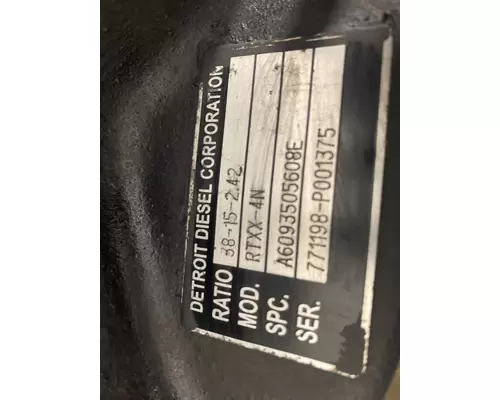 DETROIT DIESEL CORPORATION
RATIO 38-15-2.42
MOD. RTXX-4N
SPC. A6093505608E
SER. 771198-P001375